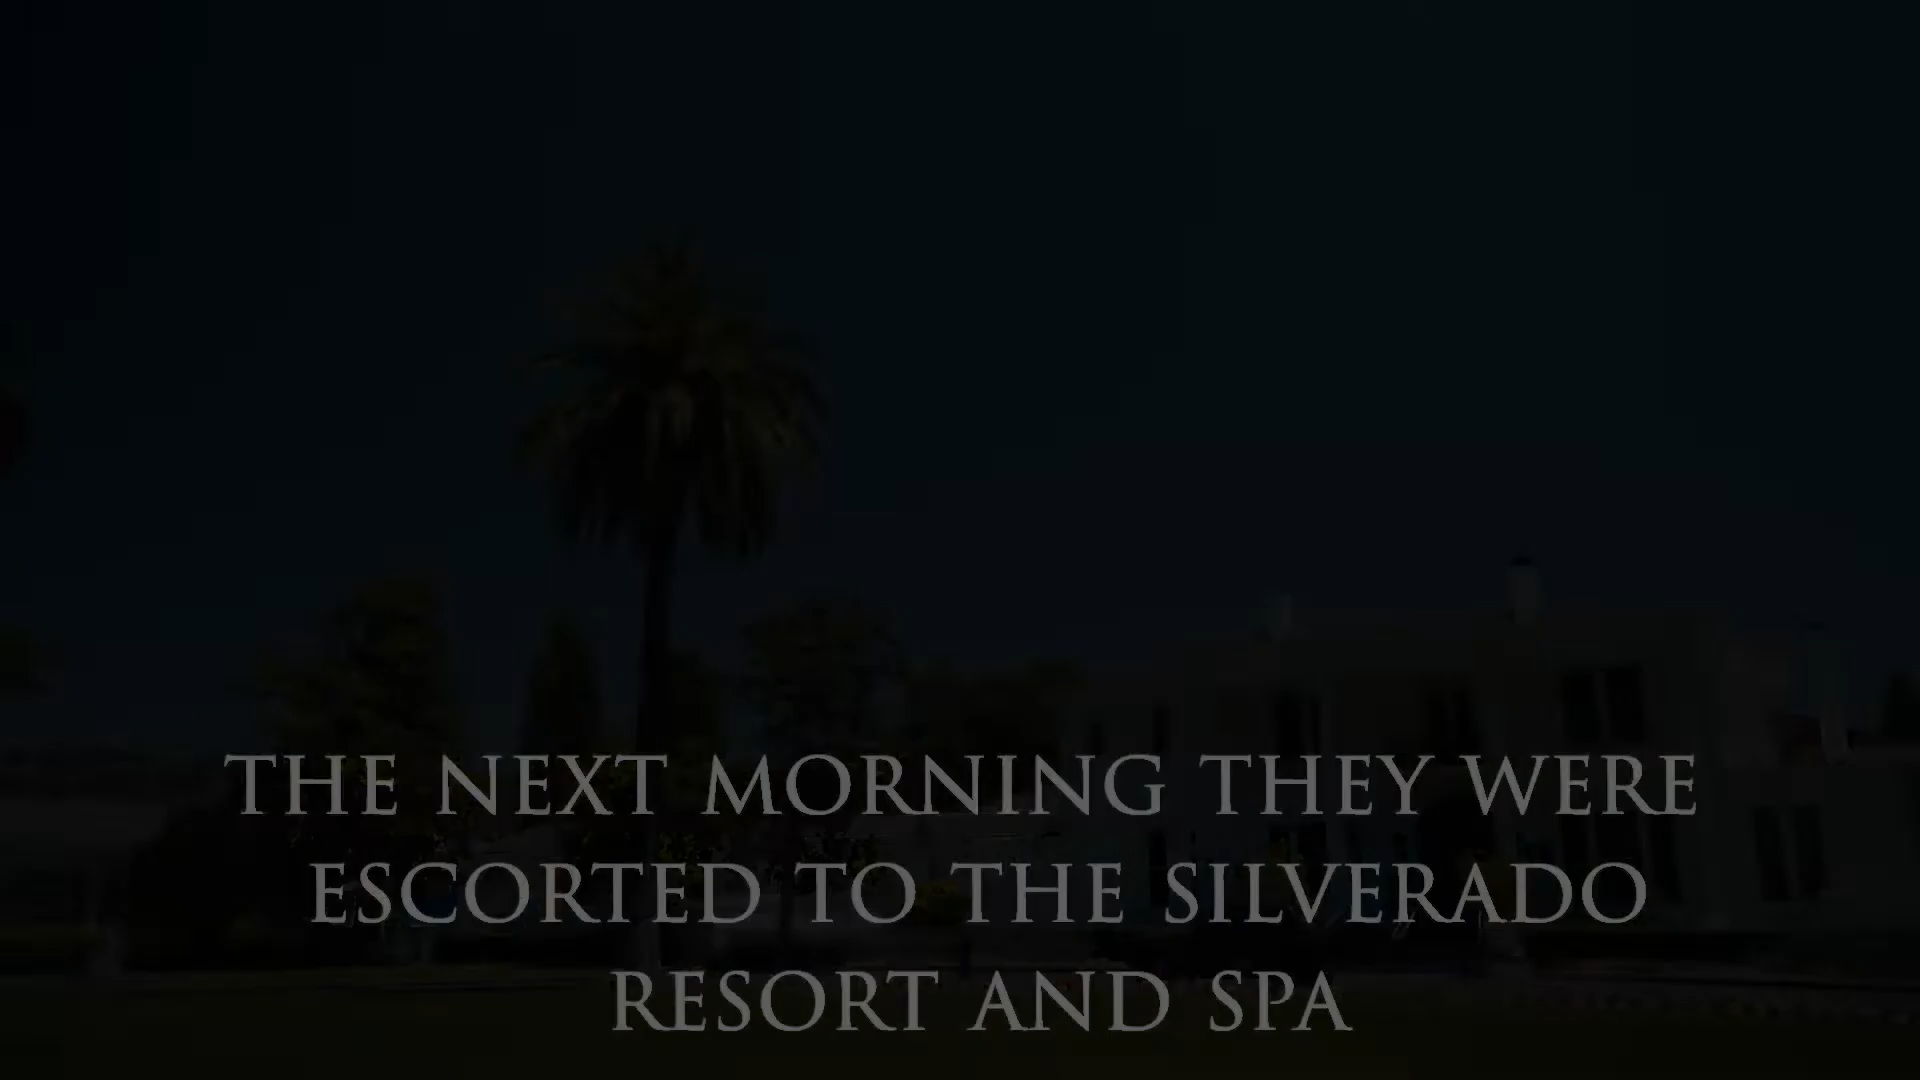 THE NEXT MORNING THEY WERE
ESCORTED TO THE SILVERADO
RESORT AND SPA